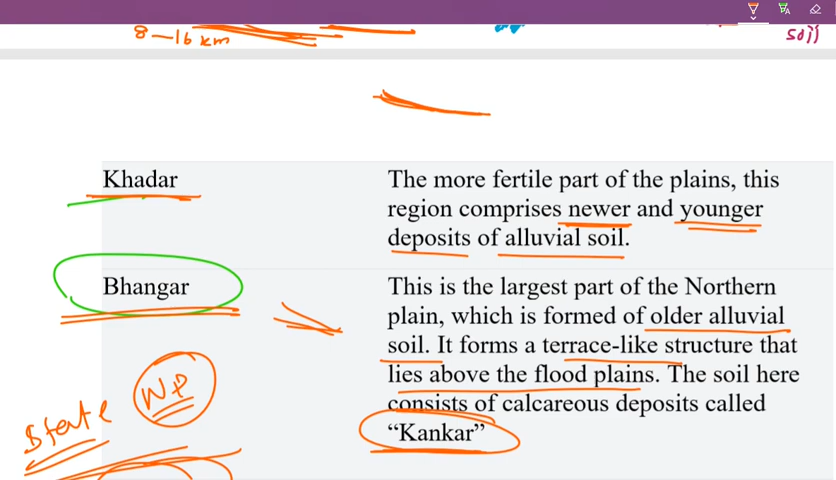 8-16 km
soil
Khadar
The more fertile part of the plains, this
region comprises newer and younger
deposits of alluvial soil.
Bhangar
This is the largest part of the Northern
plain, which is formed of older alluvial
soil. It forms a terrace-like structure that
lies above the flood plains. The soil here
consists of calcareous deposits called
“Kankar”
State